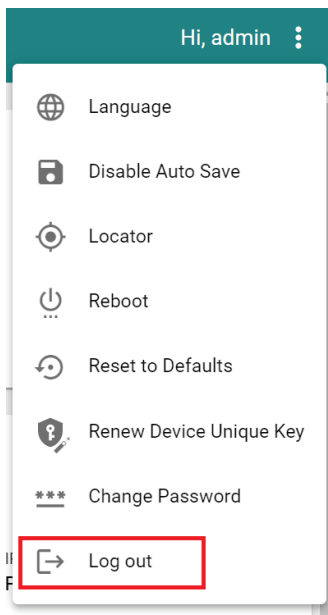 Hi, admin
Language
Disable Auto Save
Locator
Reboot
Reset to Defaults
Renew Device Unique Key
Change Password
Log out